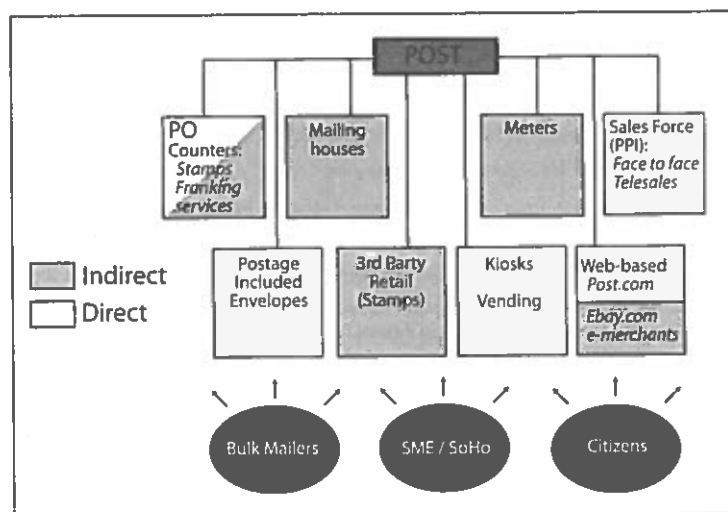 POST
PO
Counters:
Stamps
Franking
services
Mailing
houses
Meters
Sales Force
(PPI):
Face to face
Telesales
Indirect
Direct
Postage
Included
Envelopes
3rd Party
Retail
(Stamps)
Kiosks
Vending
Web-based
Post.com
Ebay.com
e-merchants
Bulk Mailers
SME / SoHo
Citizens